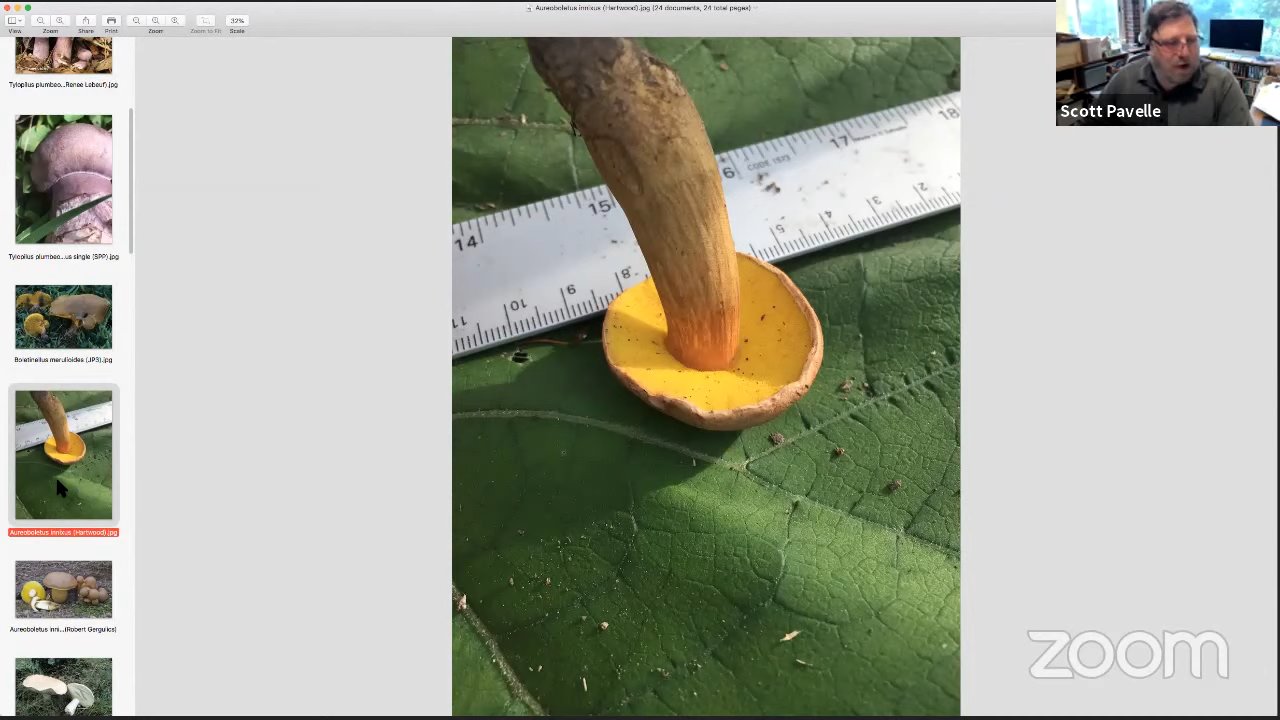 Aureoboletus innixus (Hartwood).jpg (24 documents, 24 total pages)
View
Zoom
Share
Print
Zoom
Zoom to Fit
32%
Scale
Tylopilus plumbeo...Renee Lebeuf).jpg
Tylopilus plumbeo...us single (SPP).jpg
Boletinellus merulioides (JP3).jpg
Aureoboletus innixus (Hartwood).jpg
Aureoboletus inni...(Robert Gergulics)
14
15
6
17
18
CODE 1573
11
10
9
8
5
4
3
2
Scott Pavelle
zoom